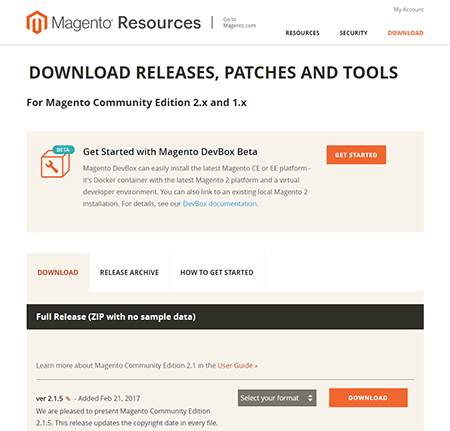 My Account
Magento® Resources
Go to
Magento.com
RESOURCES SECURITY DOWNLOAD
DOWNLOAD RELEASES, PATCHES AND TOOLS
For Magento Community Edition 2.x and 1.x
BETA
Get Started with Magento DevBox Beta
GET STARTED
Magento DevBox can easily install the latest Magento CE or EE platform -
it's Docker container with the latest Magento 2 platform and a virtual
developer environment. You can also link to an existing local Magento 2
installation. For details, see our DevBox documentation.
DOWNLOAD RELEASE ARCHIVE HOW TO GET STARTED
Full Release (ZIP with no sample data)
Learn more about Magento Community Edition 2.1 in the User Guide »
ver 2.1.5 - Added Feb 21, 2017
Select your format
DOWNLOAD
We are pleased to present Magento Community Edition
2.1.5. This release updates the copyright date in every file.